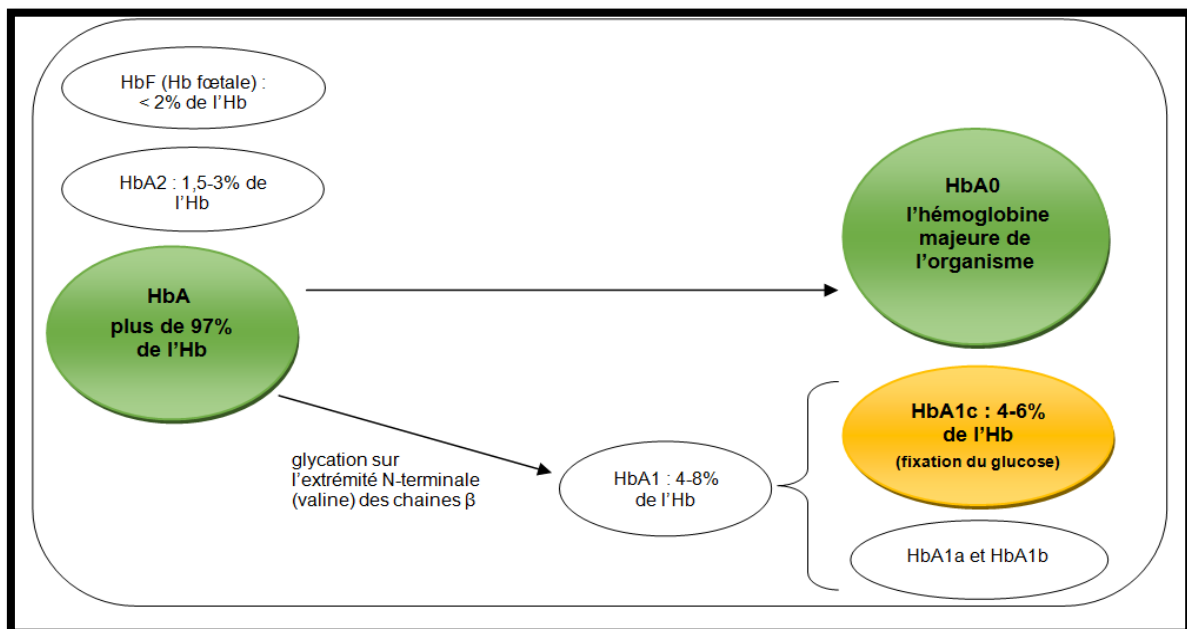 HbF (Hb fœtale) :
< 2% de l'Hb
HbA2 : 1,5-3% de
l'Hb
HbA
plus de 97%
de l'Hb
HbA0
l'hémoglobine
majeure de
l'organisme
glycation sur
l'extrémité N-terminale
(valine) des chaines β
HbA1 : 4-8%
de l'Hb
HbA1c : 4-6%
de l'Hb
(fixation du glucose)
HbA1a et HbA1b